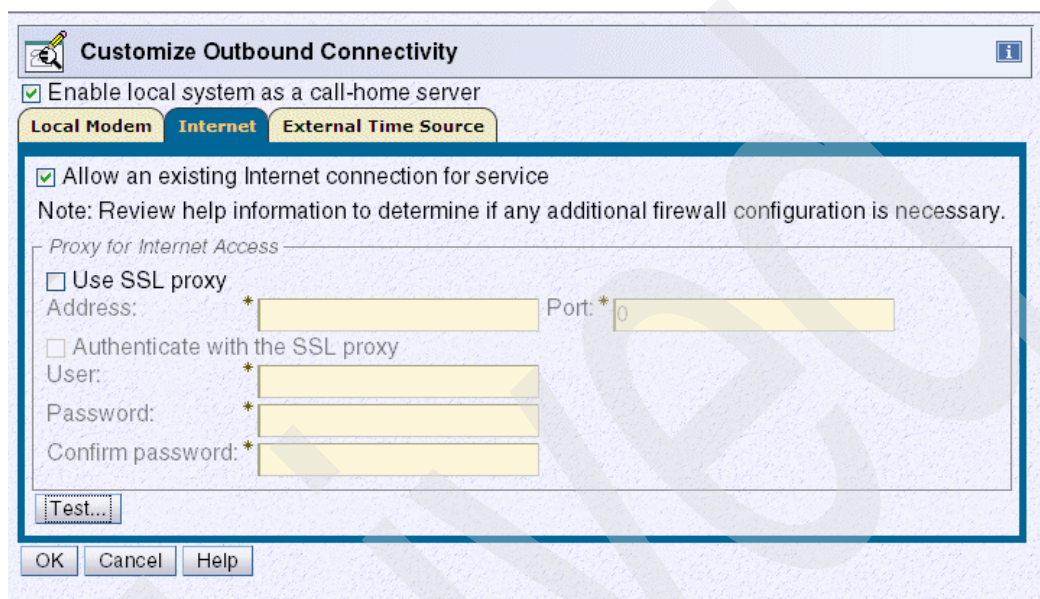 Customize Outbound Connectivity
i
Enable local system as a call-home server
Local Modem Internet External Time Source
Allow an existing Internet connection for service
Note: Review help information to determine if any additional firewall configuration is necessary.
Proxy for Internet Access
Use SSL proxy
Address: * Port: * 0
Authenticate with the SSL proxy
User: *
Password: *
Confirm password: *
Test...
OK Cancel Help